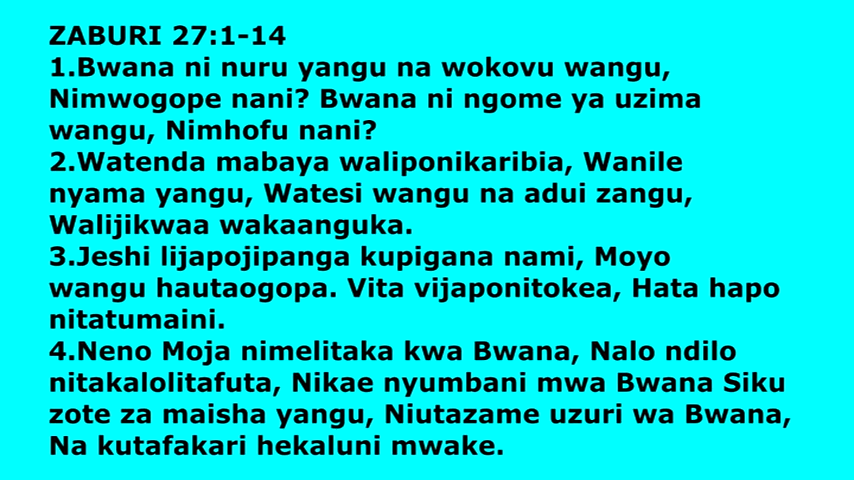 ZABURI 27:1-14
1.Bwana ni nuru yangu na wokovu wangu,
Nimwogope nani? Bwana ni ngome ya uzima
wangu, Nimhofu nani?
2.Watenda mabaya waliponikaribia, Wanile
nyama yangu, Watesi wangu na adui zangu,
Walijikwaa wakaanguka.
3.Jeshi lijapojipanga kupigana nami, Moyo
wangu hautaogopa. Vita vijaponitokea, Hata hapo
nitatumaini.
4.Neno Moja nimelitaka kwa Bwana, Nalo ndilo
nitakalolitafuta, Nikae nyumbani mwa Bwana Siku
zote za maisha yangu, Niutazame uzuri wa Bwana,
Na kutafakari hekaluni mwake.